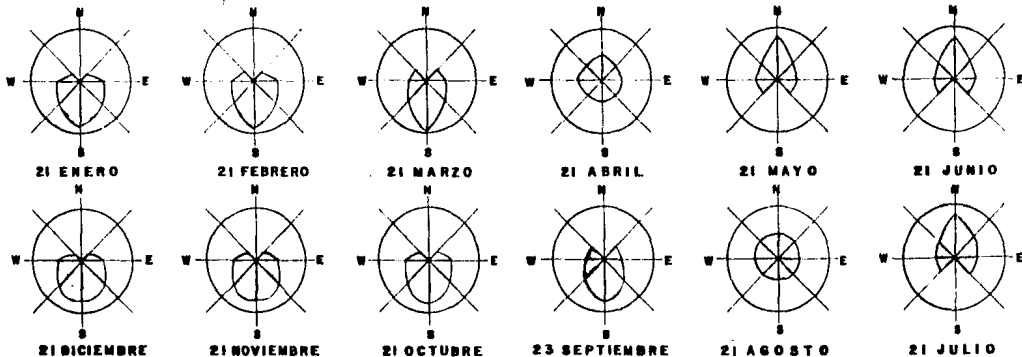 N N N N N N
W E W E W E W E W E W E
S S S S S S
21 ENERO 21 FEBRERO 21 MARZO 21 ABRIL 21 MAYO 21 JUNIO
N N N N N N
W E W E W E W E W E W E
S S S S S S
21 DICIEMBRE 21 NOVIEMBRE 21 OCTUBRE 23 SEPTIEMBRE 21 AGOSTO 21 JULIO